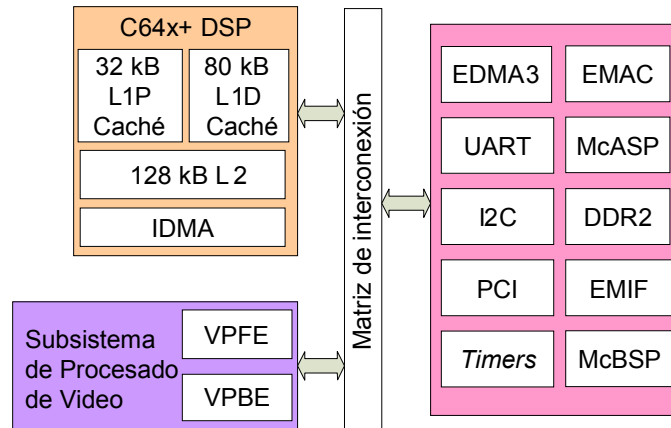 C64x+ DSP
32 kB
L1P
Caché
80 kB
L1D
Caché
128 kB L 2
IDMA
Subsistema
de Procesado
de Video
VPFE
VPBE
Matriz de interconexión
EDMA3
EMAC
UART
McASP
I2C
DDR2
PCI
EMIF
Timers
McBSP